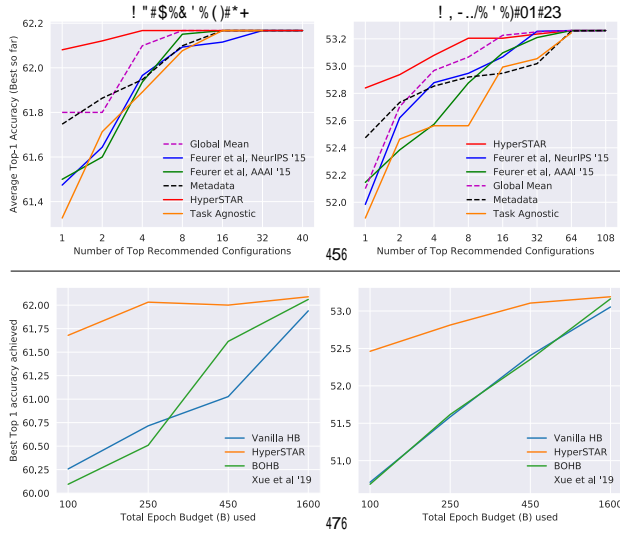 ! "#$%& ' % ()#*+
62.2
62.0
61.8
61.6
61.4
Average Top-1 Accuracy (Best so far)
Global Mean
Feurer et al, NeurIPS '15
Feurer et al, AAAI '15
Metadata
HyperSTAR
Task Agnostic
1 2 4 8 16 32 40
Number of Top Recommended Configurations
! , - ../% ' %)#01#23
53.2
53.0
52.8
52.6
52.4
52.2
52.0
HyperSTAR
Feurer et al, NeurIPS '15
Feurer et al, AAAI '15
Global Mean
Metadata
Task Agnostic
1 2 4 8 16 32 64 108
Number of Top Recommended Configurations
456
62.00
61.75
61.50
61.25
61.00
60.75
60.50
60.25
60.00
Best Top 1 accuracy achieved
Vanilla HB
HyperSTAR
BOHB
Xue et al '19
100 250 450 1600
Total Epoch Budget (B) used
53.0
52.5
52.0
51.5
51.0
Vanilla HB
HyperSTAR
BOHB
Xue et al '19
100 250 450 1600
Total Epoch Budget (B) used
476